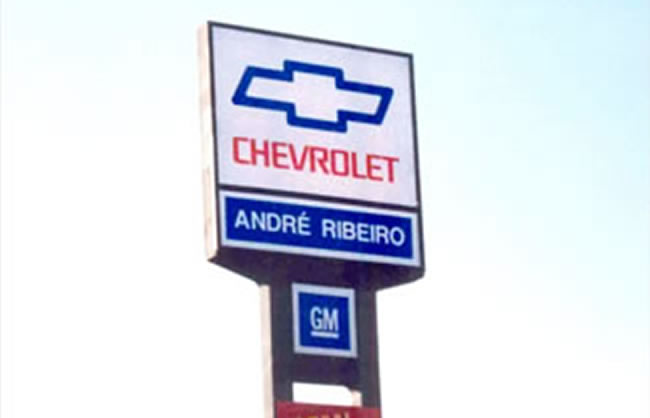 CHEVROLET
ANDRÉ RIBEIRO
GM